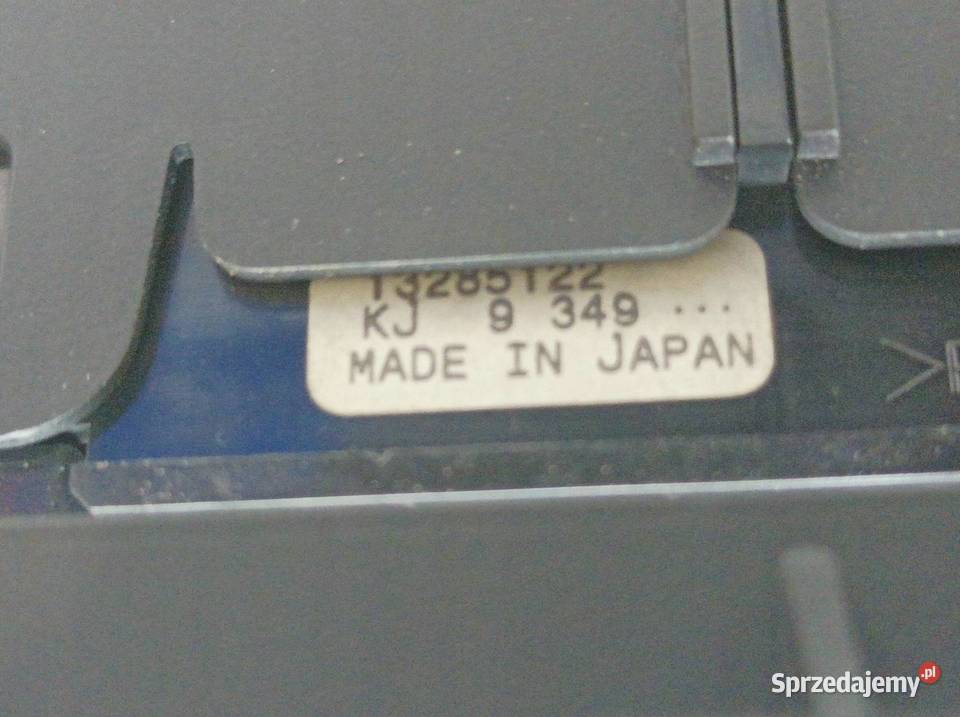 13285122
KJ 9 349 ...
MADE IN JAPAN
Sprzedajemy.pl